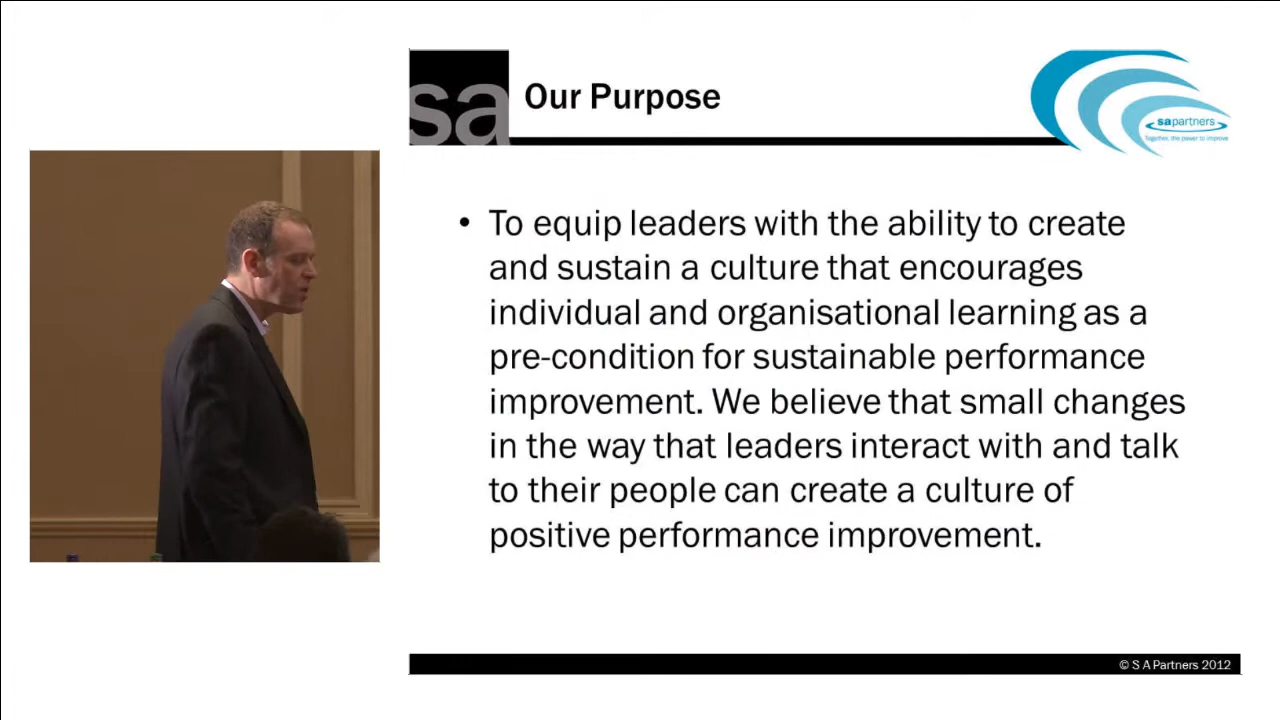 sa
Our Purpose
sapartners
Together, the power to improve
• To equip leaders with the ability to create
and sustain a culture that encourages
individual and organisational learning as a
pre-condition for sustainable performance
improvement. We believe that small changes
in the way that leaders interact with and talk
to their people can create a culture of
positive performance improvement.
© S A Partners 2012